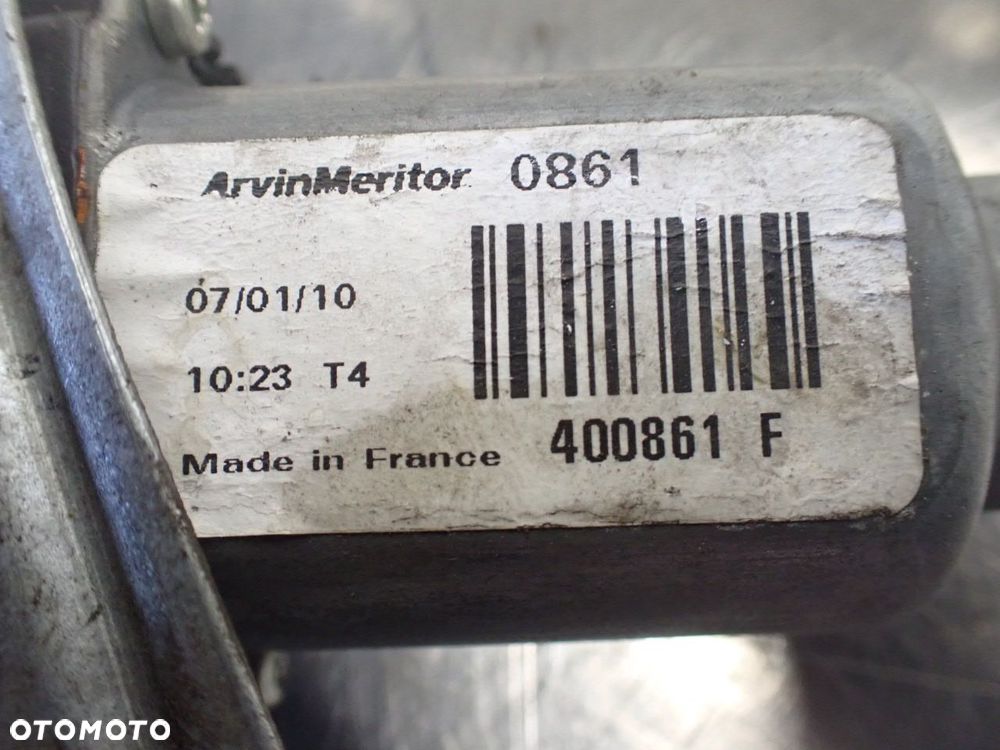 ArvinMeritor 0861
07/01/10
10:23 T4
Made in France 400861 F
OTOMOTO